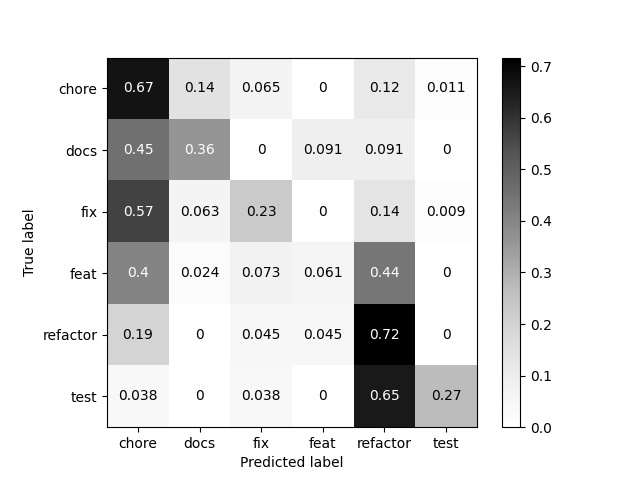 chore 0.67 0.14 0.065 0 0.12 0.011
docs 0.45 0.36 0 0.091 0.091 0
fix 0.57 0.063 0.23 0 0.14 0.009
feat 0.4 0.024 0.073 0.061 0.44 0
refactor 0.19 0 0.045 0.045 0.72 0
test 0.038 0 0.038 0 0.65 0.27
chore docs fix feat refactor test
Predicted label
True label
0.7
0.6
0.5
0.4
0.3
0.2
0.1
0.0